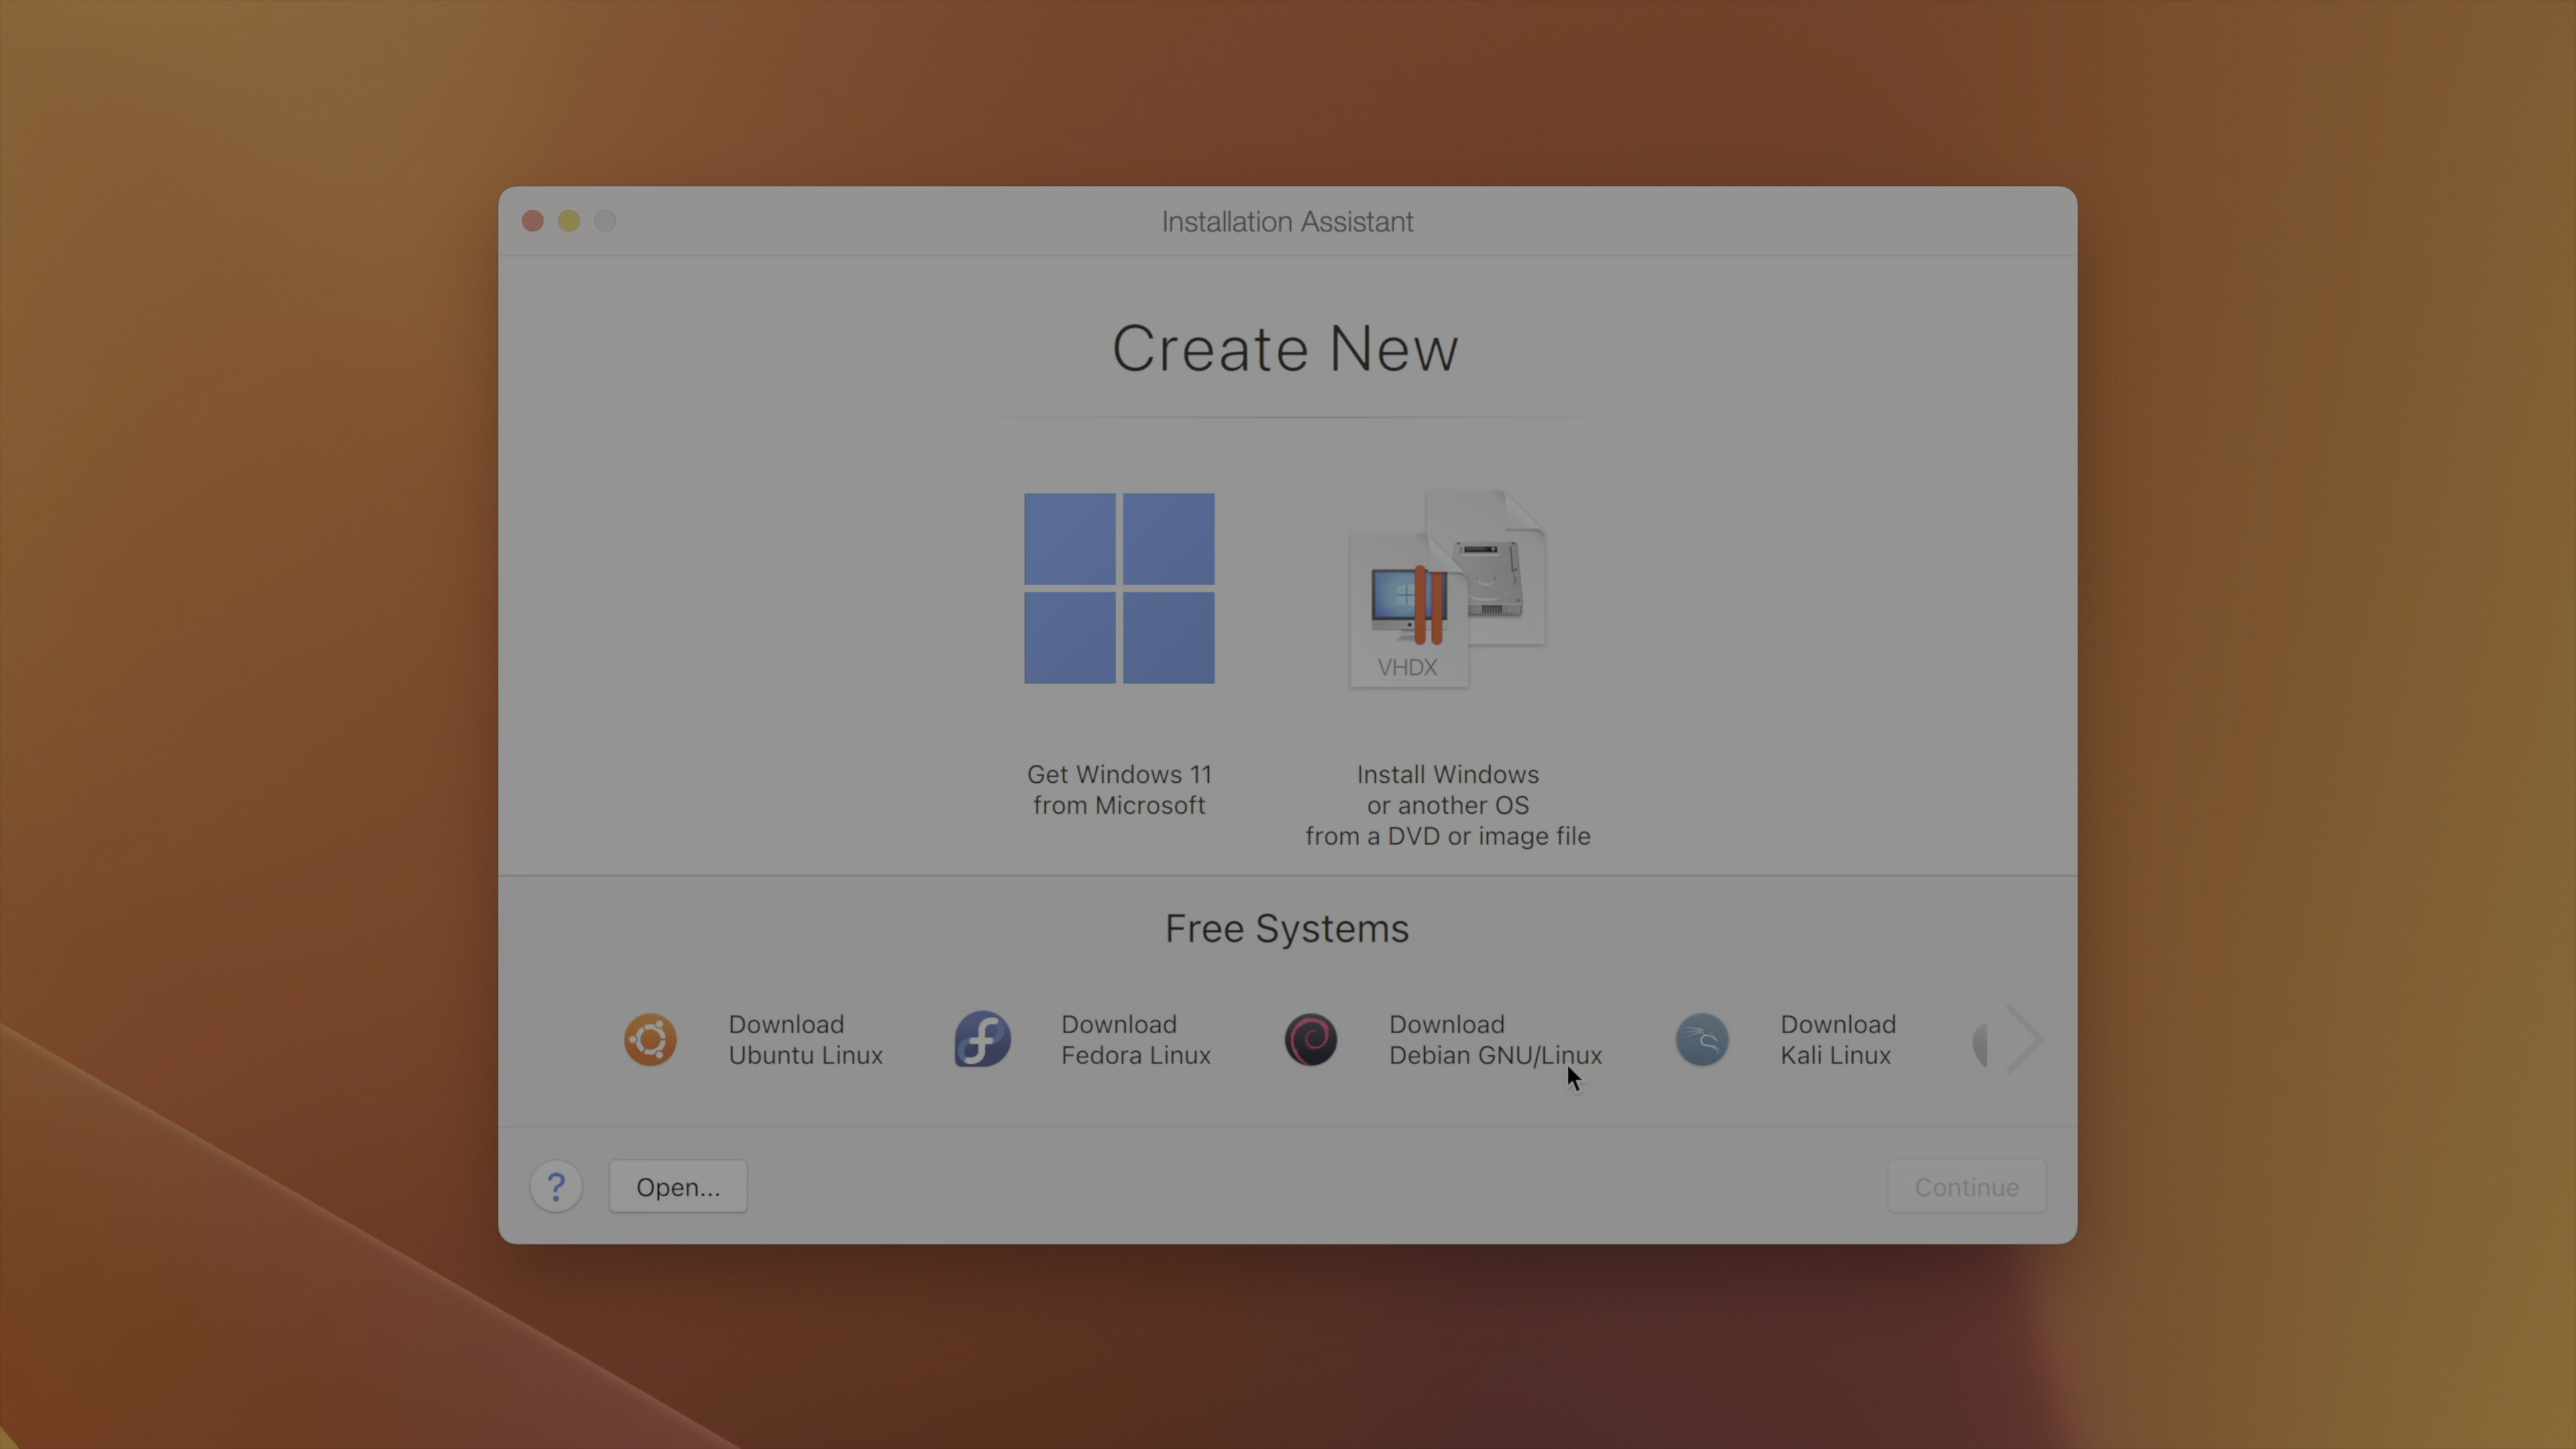 Installation Assistant
Create New
VHDX
Get Windows 11
from Microsoft
Install Windows
or another OS
from a DVD or image file
Free Systems
Download
Ubuntu Linux
Download
Fedora Linux
Download
Debian GNU/Linux
Download
Kali Linux
?
Open...
Continue